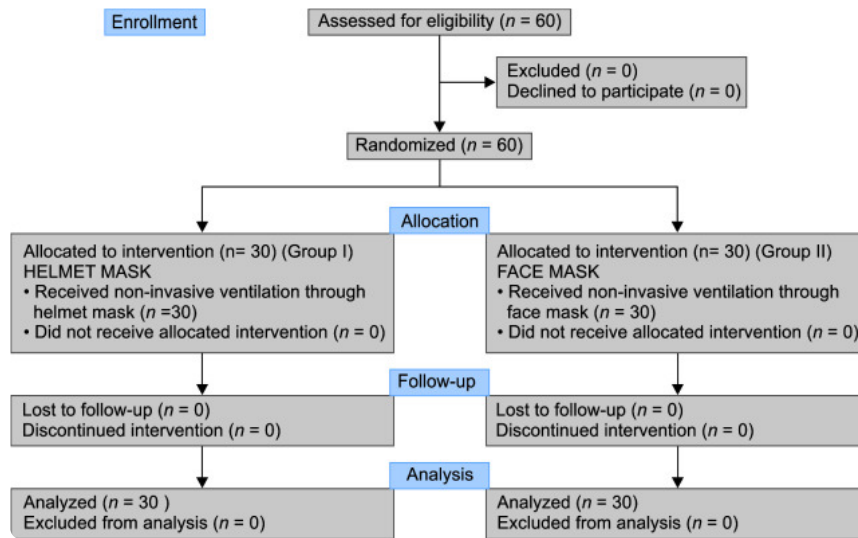 Enrollment
Assessed for eligibility (n = 60)
Excluded (n = 0)
Declined to participate (n = 0)
Randomized (n = 60)
Allocation
Allocated to intervention (n= 30) (Group I)
HELMET MASK
• Received non-invasive ventilation through
helmet mask (n =30)
• Did not receive allocated intervention (n = 0)
Allocated to intervention (n= 30) (Group II)
FACE MASK
• Received non-invasive ventilation through
face mask (n = 30)
• Did not receive allocated intervention (n = 0)
Follow-up
Lost to follow-up (n = 0)
Discontinued intervention (n = 0)
Lost to follow-up (n = 0)
Discontinued intervention (n = 0)
Analysis
Analyzed (n = 30 )
Excluded from analysis (n = 0)
Analyzed (n = 30)
Excluded from analysis (n = 0)